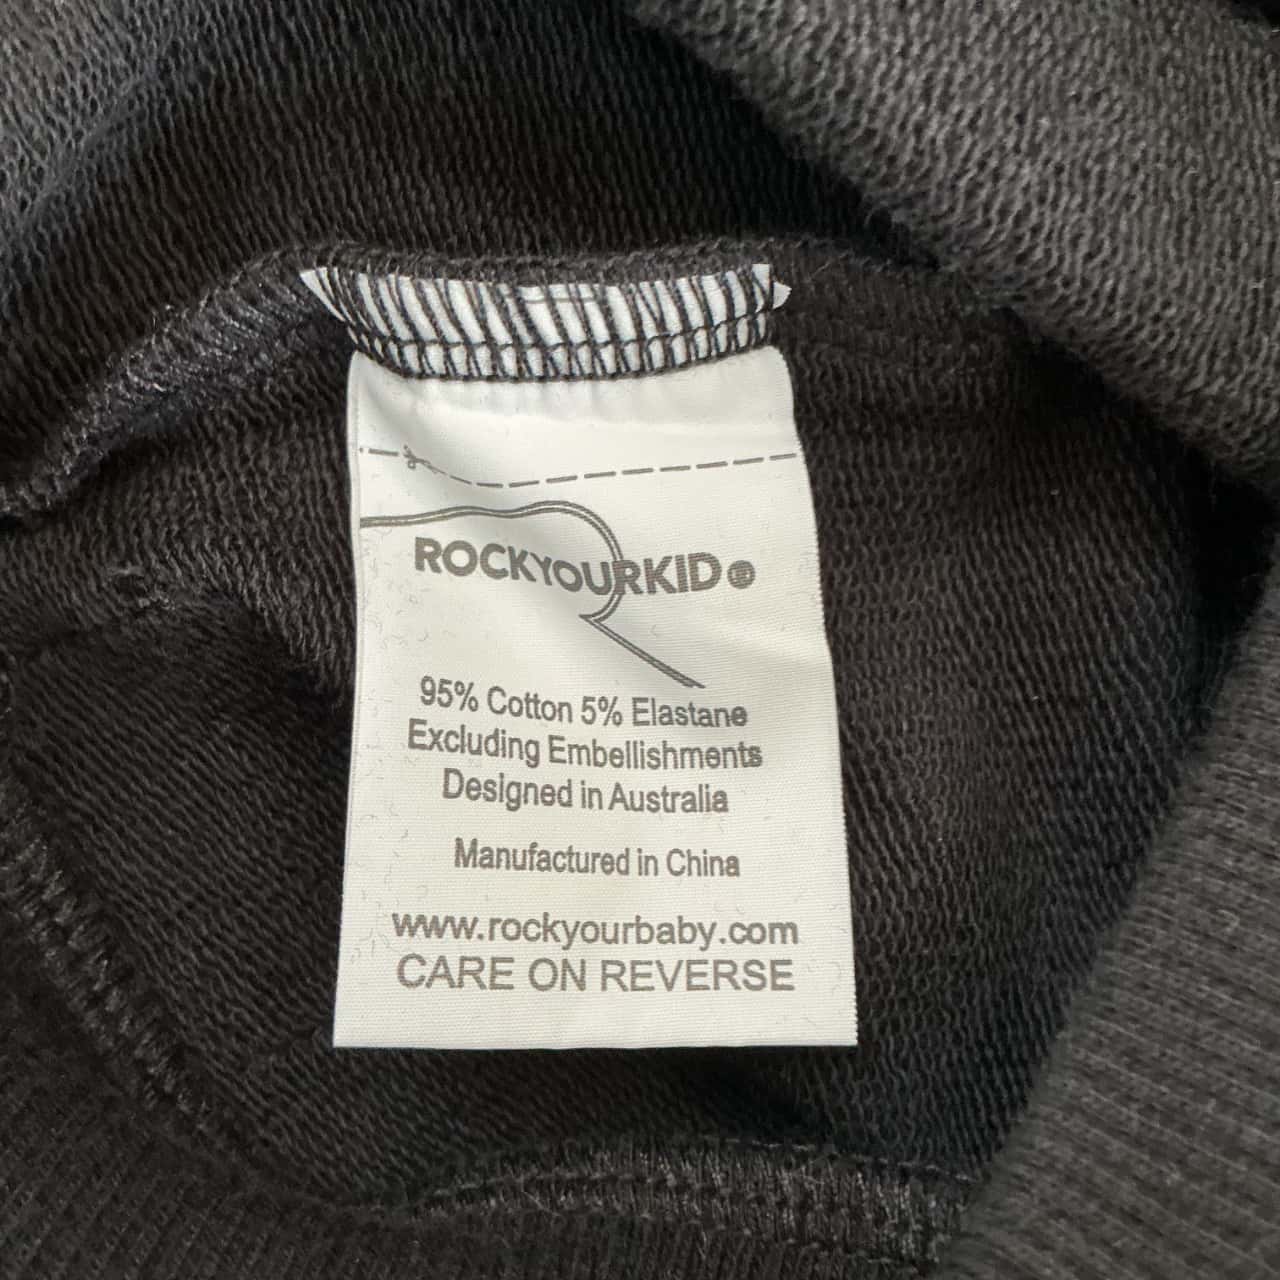 ROCKYOURKID®
95% Cotton 5% Elastane
Excluding Embellishments
Designed in Australia
Manufactured in China
www.rockyourbaby.com
CARE ON REVERSE